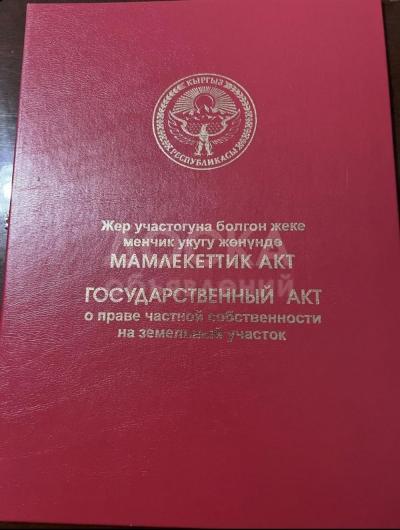 КЫРГЫЗ
РЕСПУБЛИКАСЫ
Жер участогуна болгон жеке
менчик укугу жөнүндө
МАМЛЕКЕТТИК АКТ
ГОСУДАРСТВЕННЫЙ АКТ
о праве частной собственности
на земельный участок